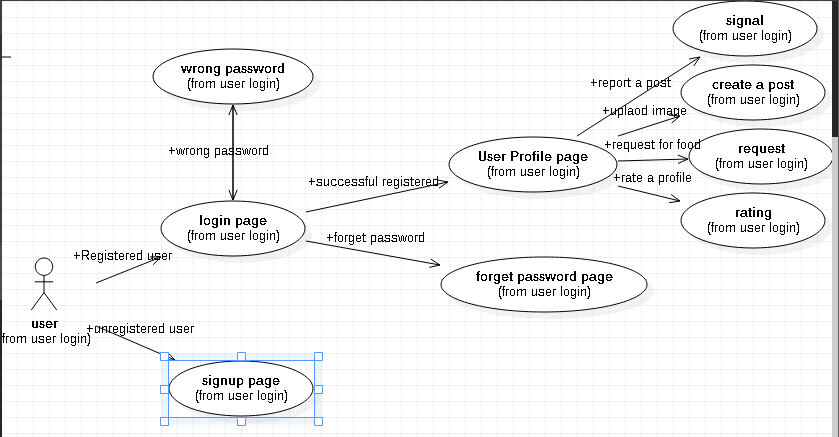 signal
(from user login)
wrong password
(from user login)
+report a post
create a post
(from user login)
+uplaod image
+wrong password
+request for food
request
(from user login)
User Profile page
(from user login)
+successful registered
+rate a profile
login page
(from user login)
rating
(from user login)
+forget password
+Registered user
forget password page
(from user login)
user
(from user login)
+unregistered user
signup page
(from user login)